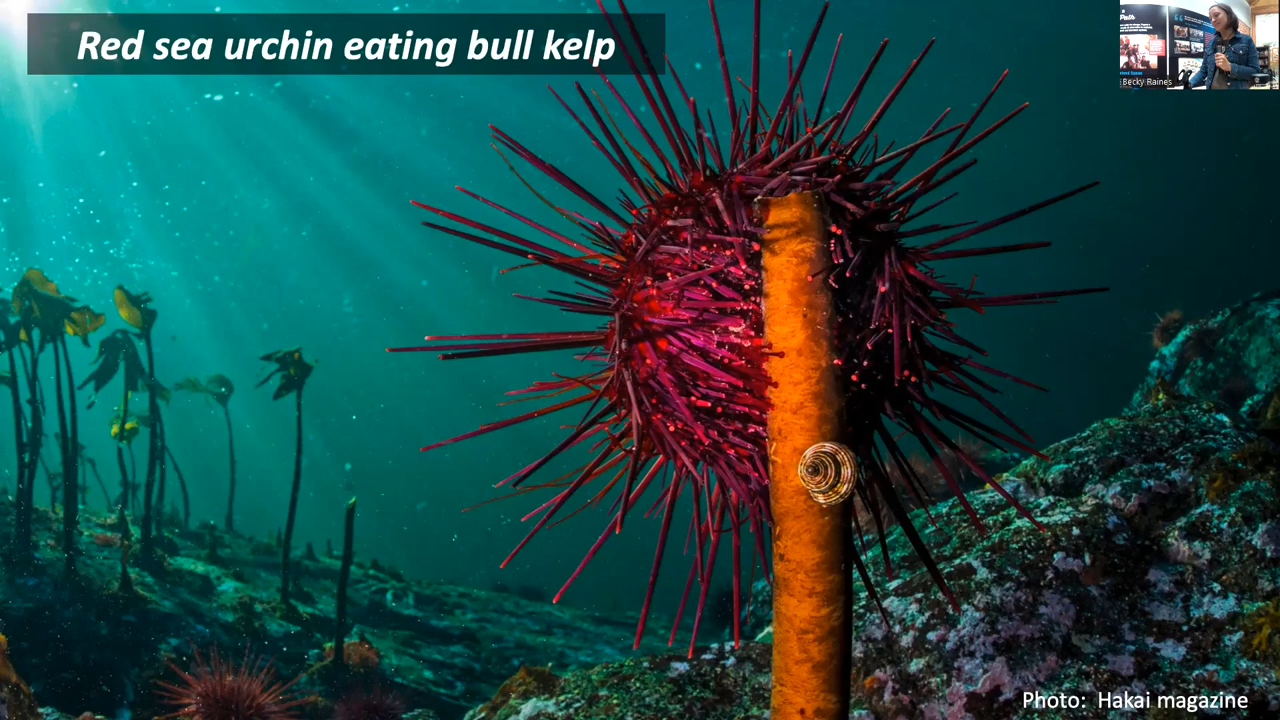 Red sea urchin eating bull kelp
Becky Raines
Photo:  Hakai magazine